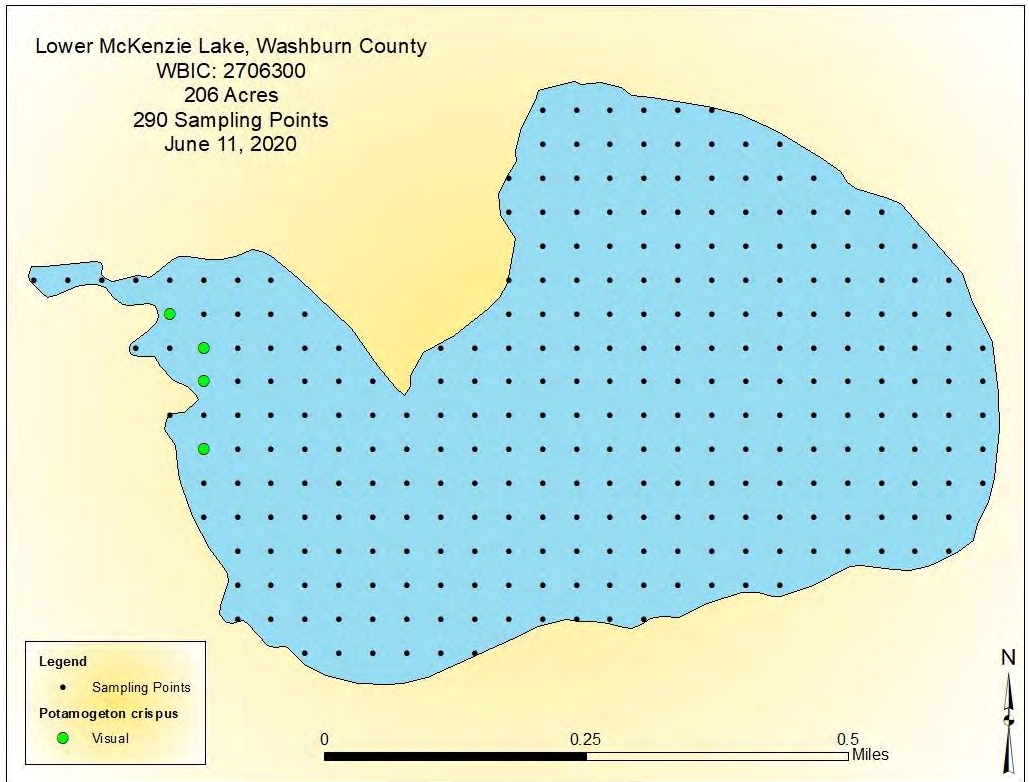 Lower McKenzie Lake, Washburn County
WBIC: 2706300
206 Acres
290 Sampling Points
June 11, 2020
Legend
Sampling Points
Potamogeton crispus
Visual
0 0.25 0.5
Miles
N